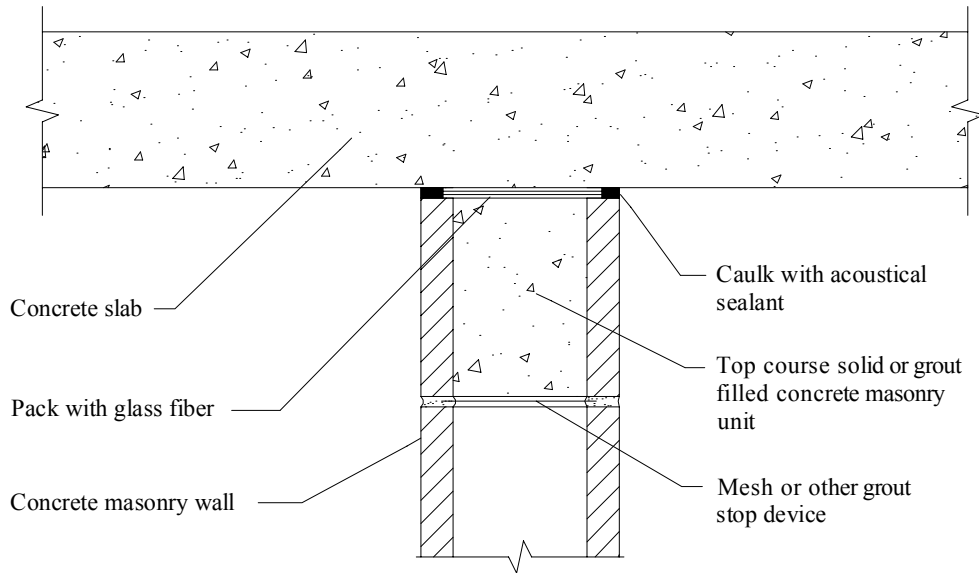 Concrete slab
Pack with glass fiber
Concrete masonry wall
Caulk with acoustical
sealant
Top course solid or grout
filled concrete masonry
unit
Mesh or other grout
stop device